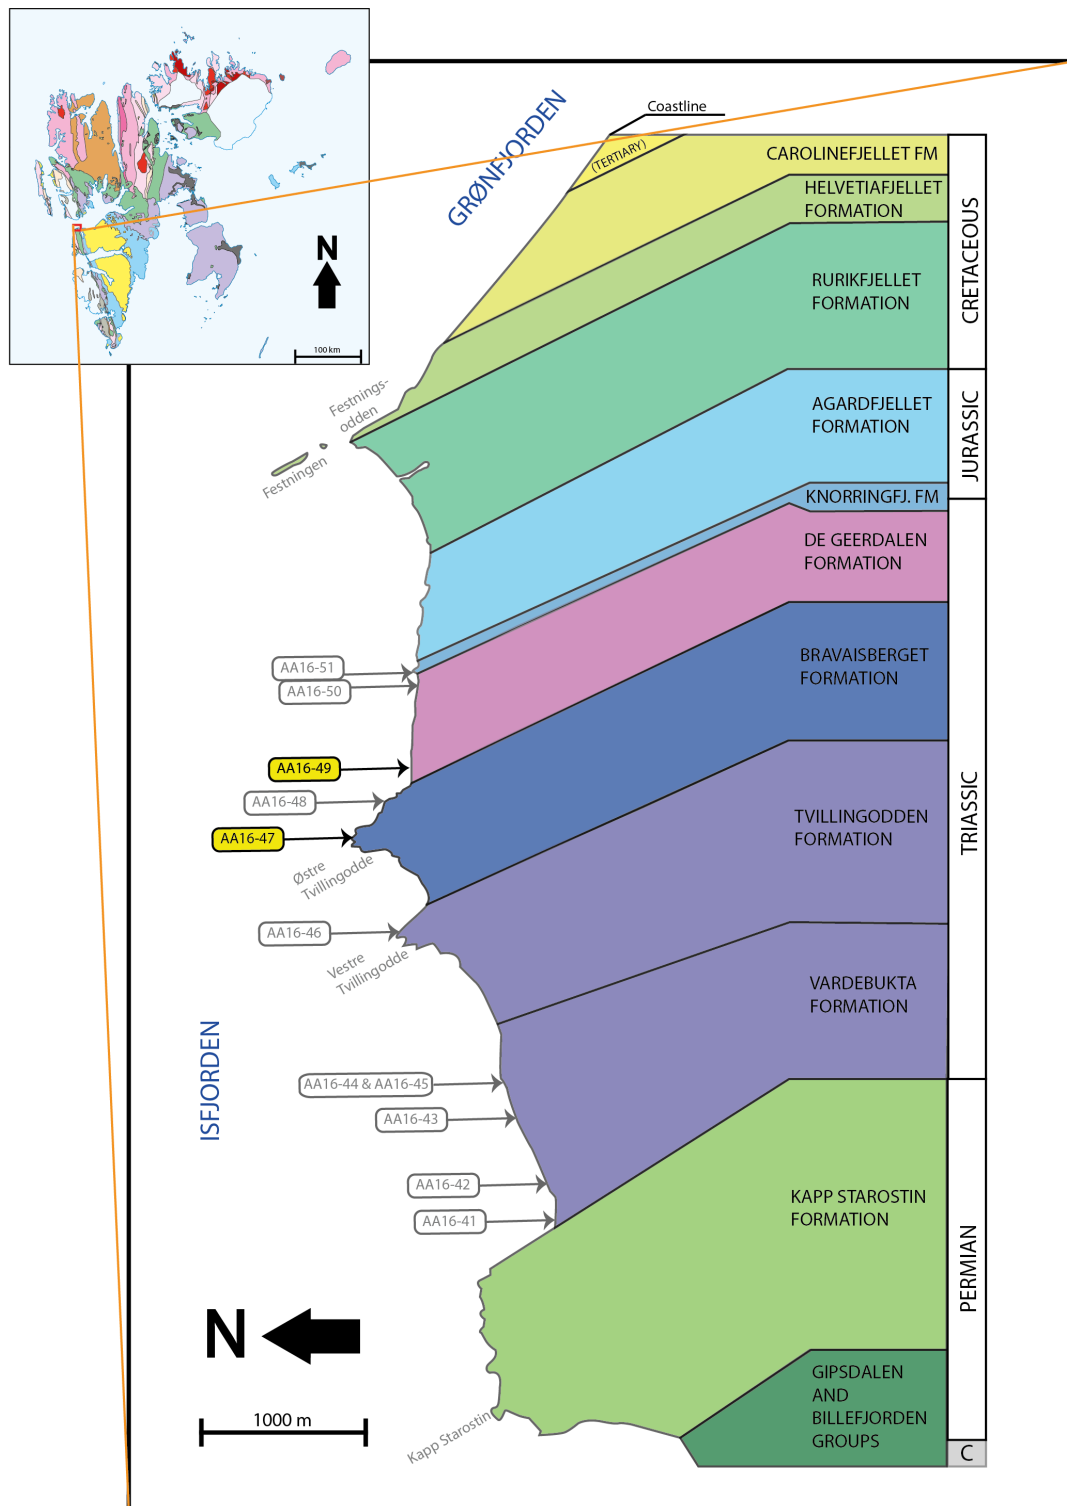 N
100 km
GRØNFJORDEN
Coastline
(TERTIARY)
CAROLINEFJELLET FM
HELVETIAFJELLET
FORMATION
RURIKFJELLET
FORMATION
CRETACEOUS
Festnings-
odden
Festningen
AGARDFJELLET
FORMATION
JURASSIC
KNORRINGFJ. FM
DE GEERDALEN
FORMATION
AA16-51
AA16-50
BRAVAISBERGET
FORMATION
AA16-49
AA16-48
AA16-47
Østre
Tvillingodde
TVILLINGODDEN
FORMATION
TRIASSIC
AA16-46
Vestre
Tvillingodde
VARDEBUKTA
FORMATION
ISFJORDEN
AA16-44 & AA16-45
AA16-43
AA16-42
AA16-41
KAPP STAROSTIN
FORMATION
PERMIAN
N
1000 m
Kapp Starostin
GIPSDALEN
AND
BILLEFJORDEN
GROUPS
C